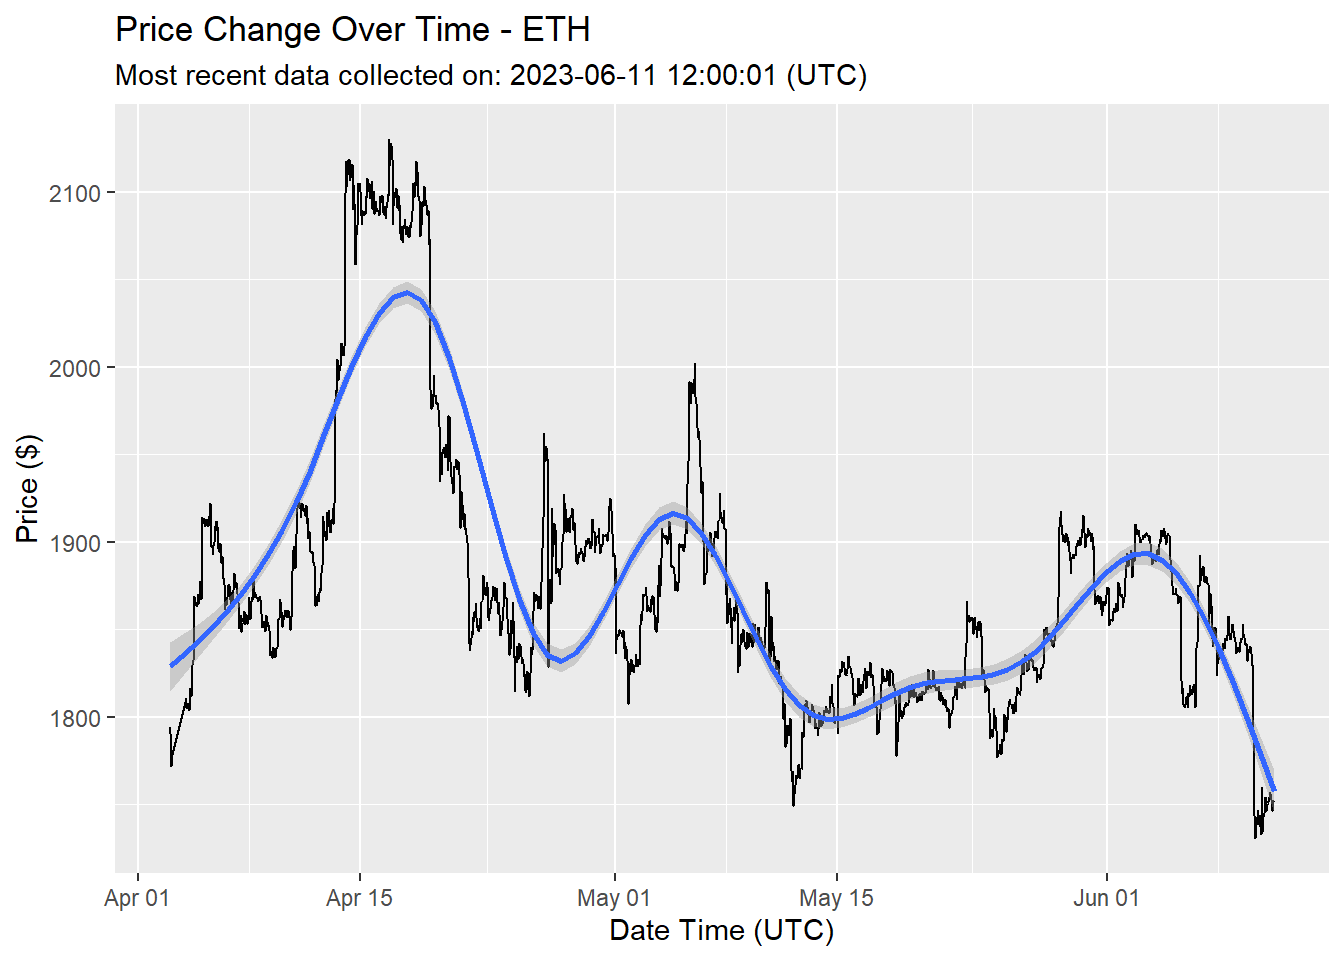 Price Change Over Time - ETH
Most recent data collected on: 2023-06-11 12:00:01 (UTC)
Price ($)
2100
2000
1900
1800
Apr 01 Apr 15 May 01 May 15 Jun 01
Date Time (UTC)